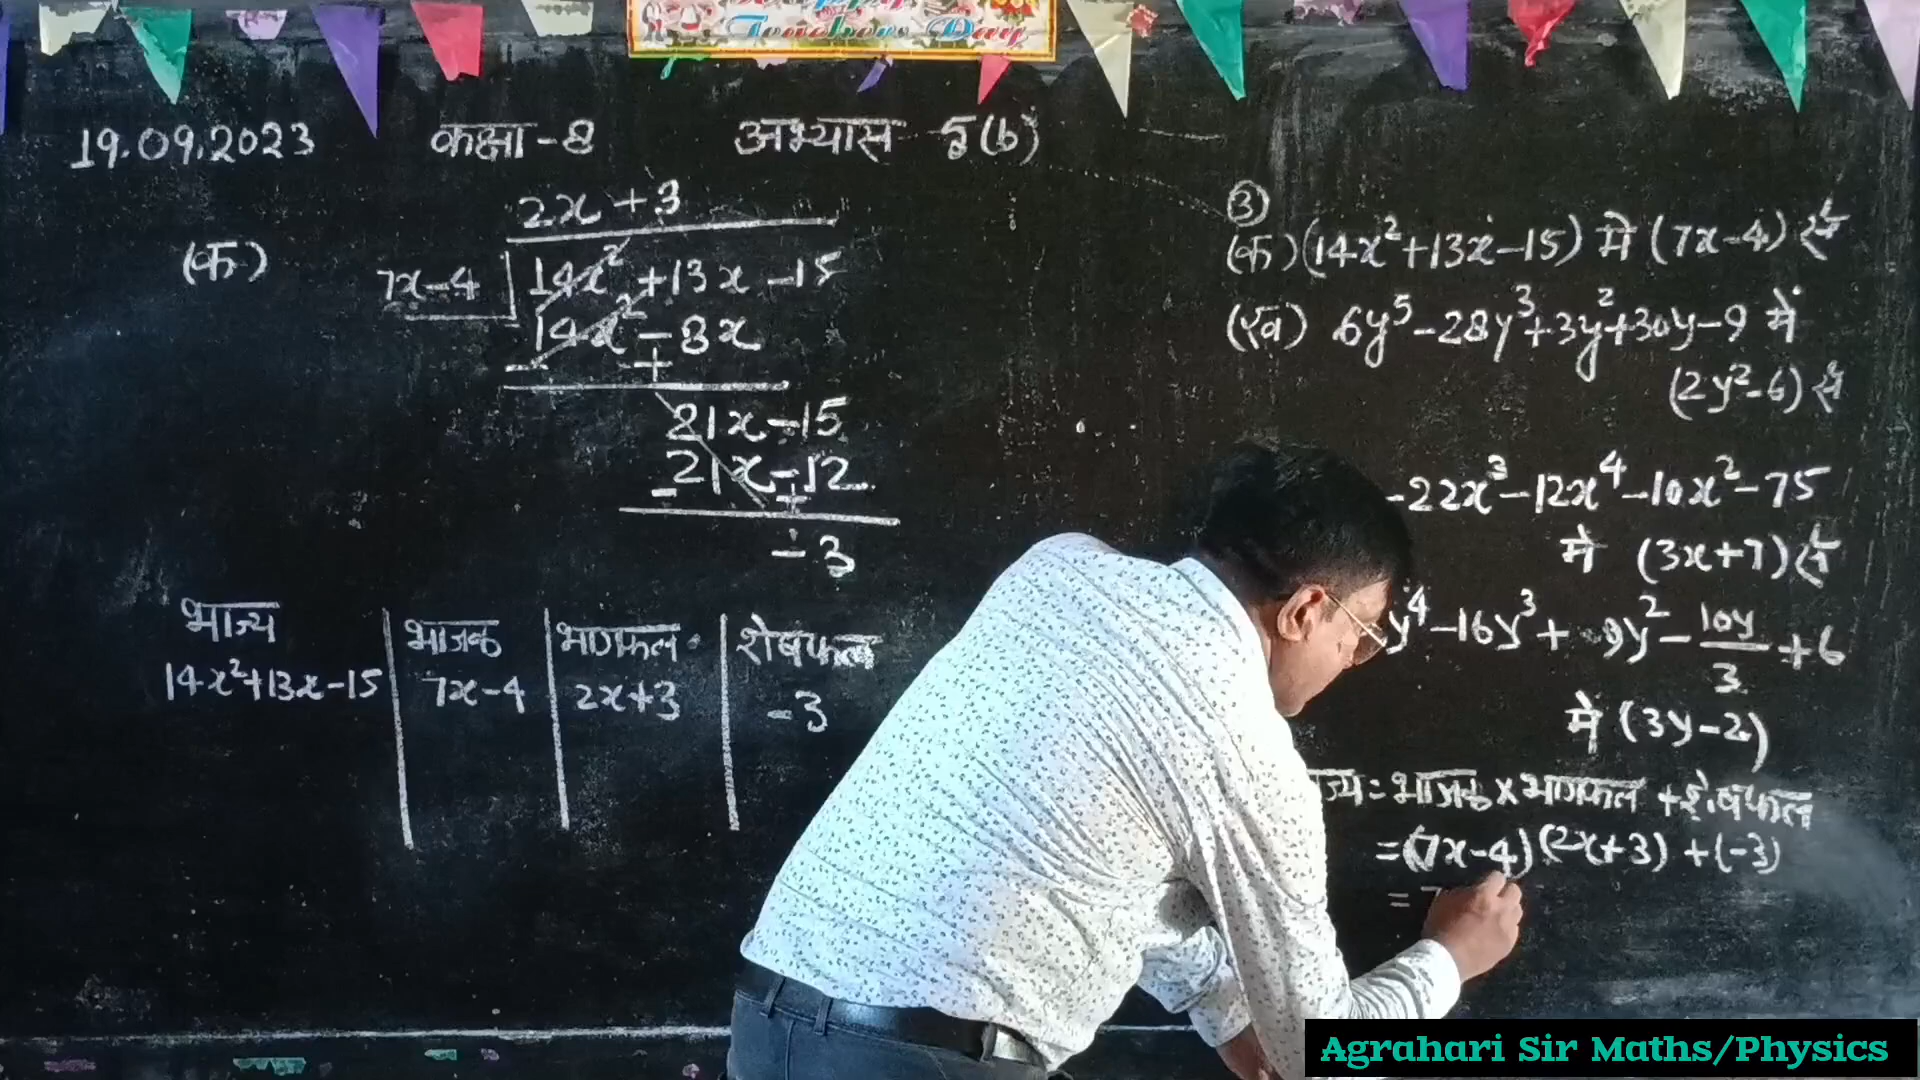 Teachers Day
19.09.2023 कक्षा-8 अभ्यास 5(b)
(क)
2x+3
7x-4 14x²+13x-15
14x²-8x
- +
21x-15
21x-12
- +
-3
भाज्य भाजक भागफल शेषफल
14x²+13x-15 7x-4 2x+3 -3
③
(क) (14x²+13x-15) में (7x-4) से
(ख) 6y⁵-28y³+3y²+30y-9 में
(2y²-6) से
-22x³-12x⁴-10x²-75
में (3x+7) से
y⁴-16y³+9y²-10y/3+6
में (3y-2)
ज्य = भाजक × भागफल + शेषफल
=(7x-4)(2x+3)+(-3)
= 7
Agrahari Sir Maths/Physics